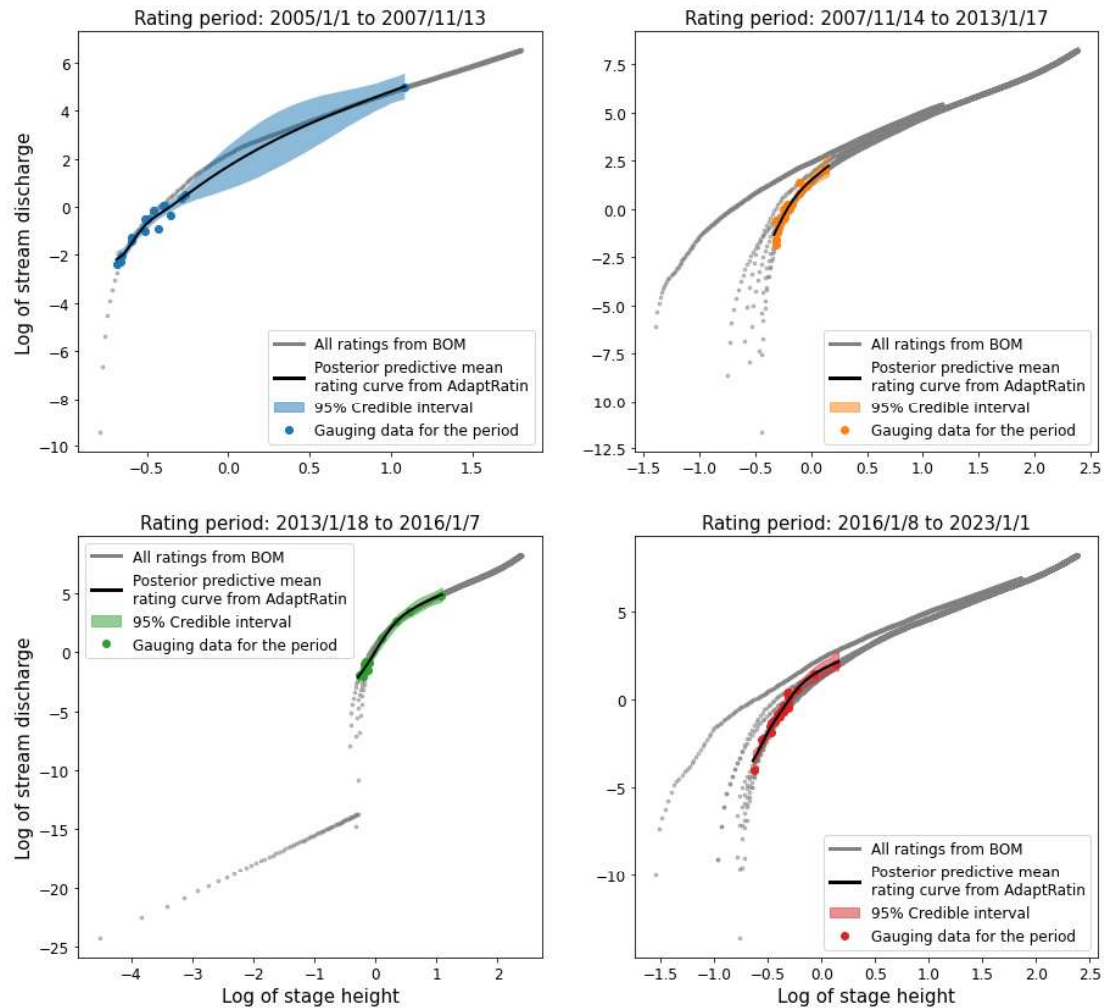 Rating period: 2005/1/1 to 2007/11/13
Log of stream discharge
6
4
2
0
−2
−4
−6
−8
−10
All ratings from BOM
Posterior predictive mean
rating curve from AdaptRatin
95% Credible interval
Gauging data for the period
−0.5
0.0
0.5
1.0
1.5
Rating period: 2007/11/14 to 2013/1/17
7.5
5.0
2.5
0.0
−2.5
−5.0
−7.5
−10.0
−12.5
All ratings from BOM
Posterior predictive mean
rating curve from AdaptRatin
95% Credible interval
Gauging data for the period
−1.5
−1.0
−0.5
0.0
0.5
1.0
1.5
2.0
2.5
Rating period: 2013/1/18 to 2016/1/7
Log of stream discharge
All ratings from BOM
Posterior predictive mean
rating curve from AdaptRatin
95% Credible interval
Gauging data for the period
5
0
−5
−10
−15
−20
−25
−4
−3
−2
−1
0
1
2
Log of stage height
Rating period: 2016/1/8 to 2023/1/1
5
0
−5
−10
All ratings from BOM
Posterior predictive mean
rating curve from AdaptRatin
95% Credible interval
Gauging data for the period
−1.5
−1.0
−0.5
0.0
0.5
1.0
1.5
2.0
2.5
Log of stage height